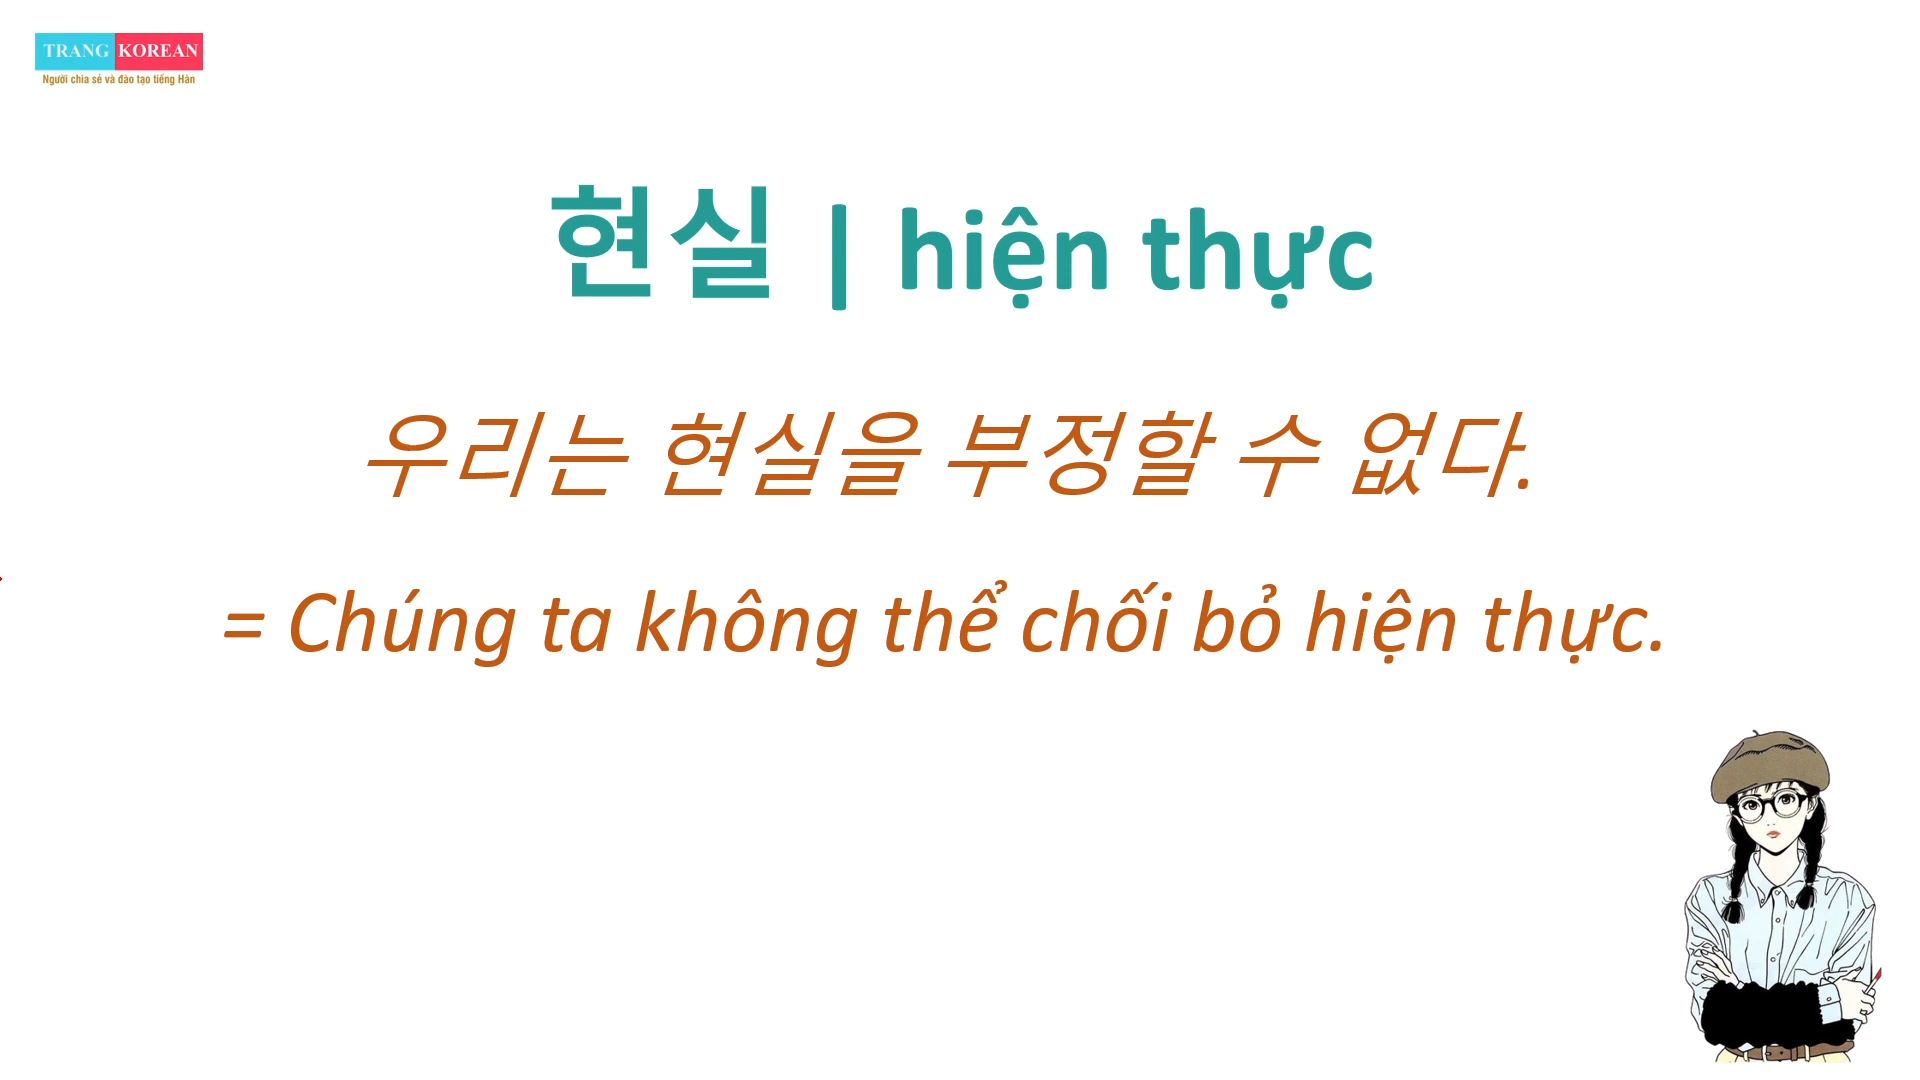 TRANG KOREAN
Người chia sẻ và đào tạo tiếng Hàn
현실 | hiện thực
우리는 현실을 부정할 수 없다.
= Chúng ta không thể chối bỏ hiện thực.